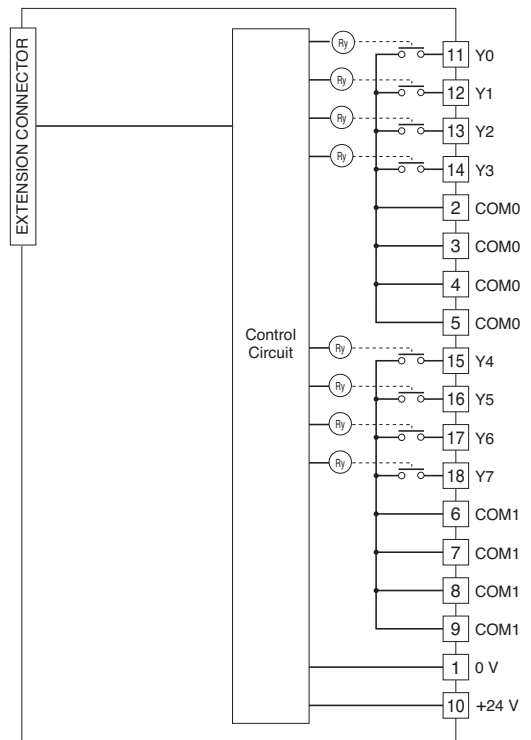 EXTENSION CONNECTOR
Control
Circuit
Ry
11 Y0
Ry
12 Y1
Ry
13 Y2
Ry
14 Y3
2 COM0
3 COM0
4 COM0
5 COM0
Ry
15 Y4
Ry
16 Y5
Ry
17 Y6
Ry
18 Y7
6 COM1
7 COM1
8 COM1
9 COM1
1 0 V
10 +24 V